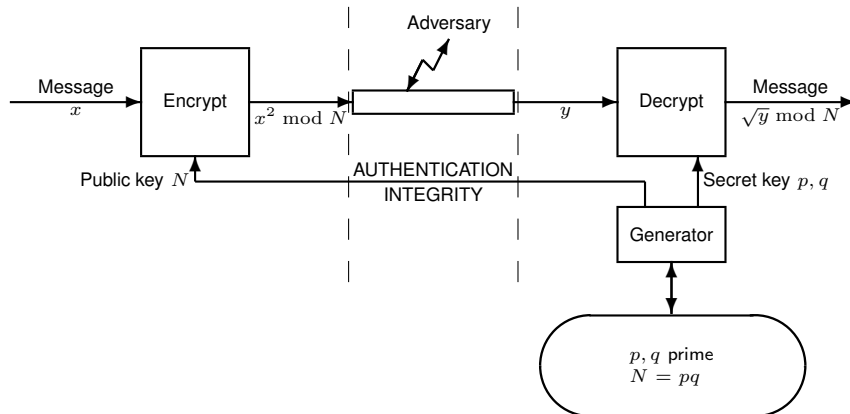 Adversary
Message
x
Encrypt
x² mod N
y
Decrypt
Message
√y mod N
Public key N
AUTHENTICATION
INTEGRITY
Secret key p, q
Generator
p, q prime
N = pq